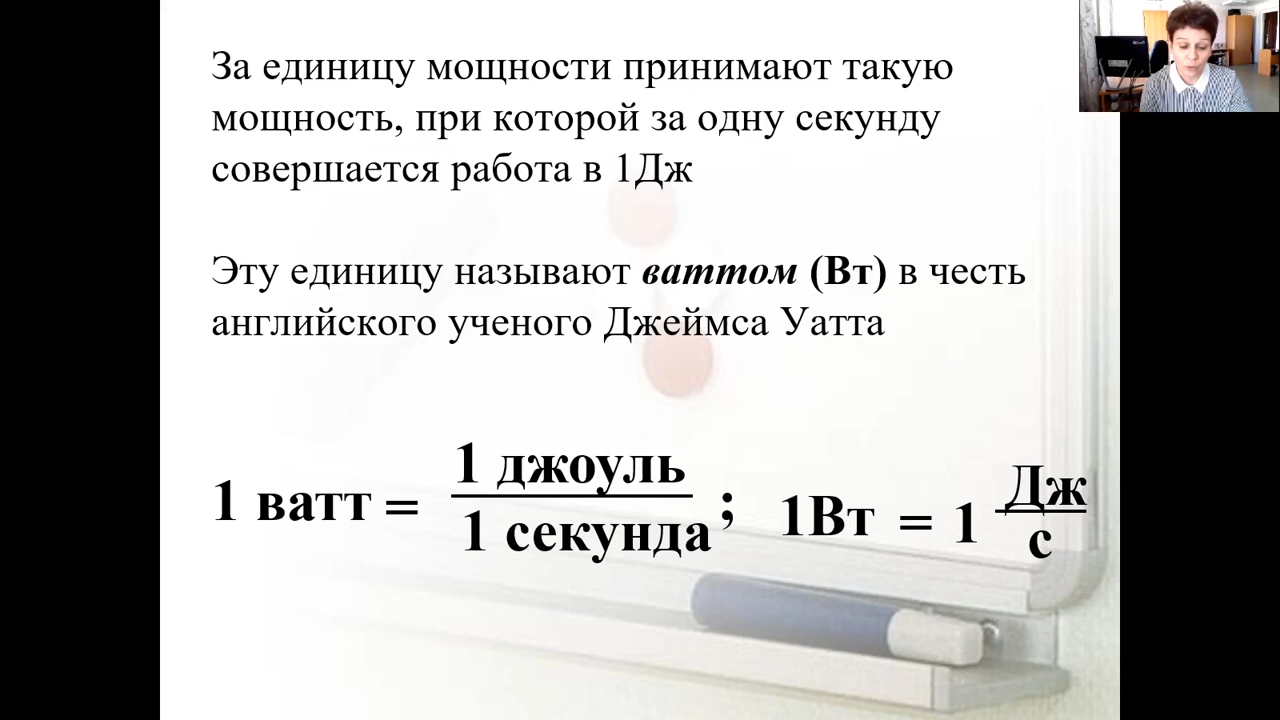 За единицу мощности принимают такую
мощность, при которой за одну секунду
совершается работа в 1Дж
Эту единицу называют ваттом (Вт) в честь
английского ученого Джеймса Уатта
1 ватт = 1 джоуль / 1 секунда ; 1Вт = 1 Дж / с